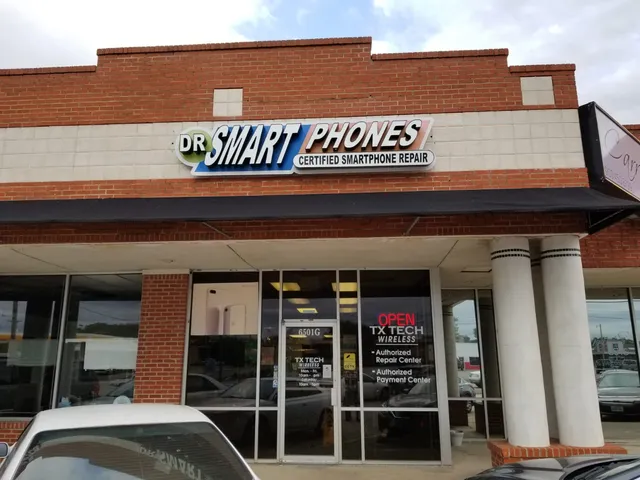 DR SMART PHONES
CERTIFIED SMARTPHONE REPAIR
6501G
OPEN
TX TECH
WIRELESS
• Authorized
Repair Center
• Authorized
Payment Center
TX TECH
WIRELESS